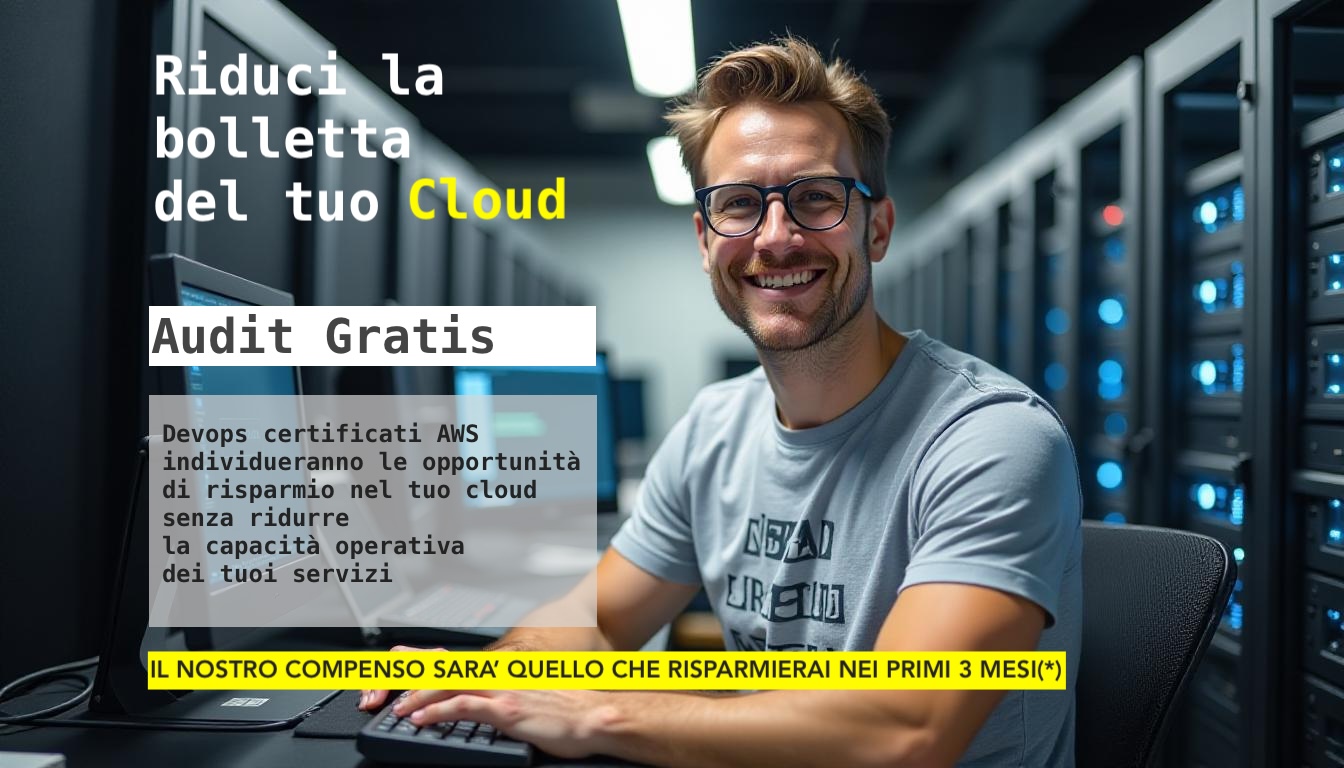 Riduci la
bolletta
del tuo Cloud
Audit Gratis
Devops certificati AWS
individueranno le opportunità
di risparmio nel tuo cloud
senza ridurre
la capacità operativa
dei tuoi servizi
IL NOSTRO COMPENSO SARA’ QUELLO CHE RISPARMIERAI NEI PRIMI 3 MESI(*)